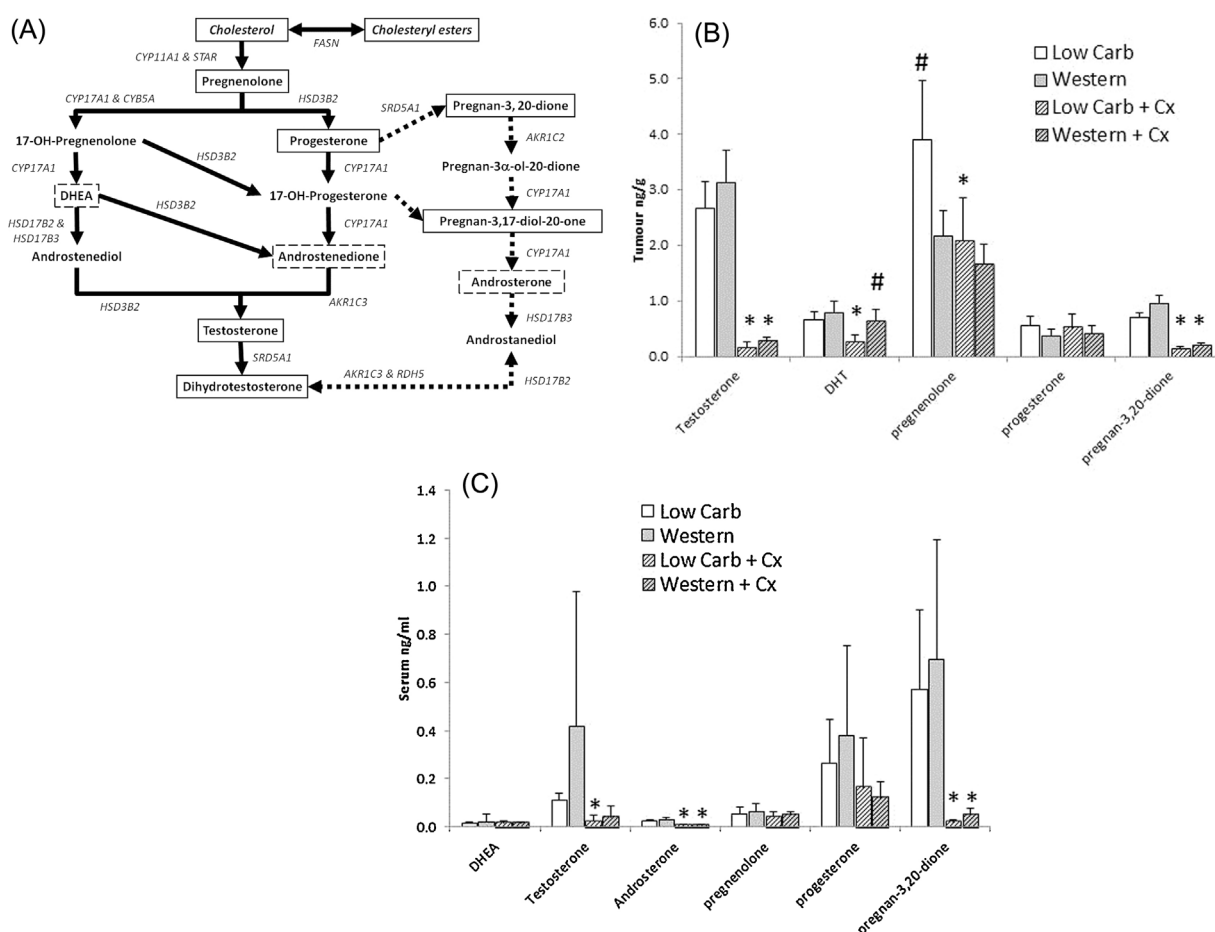 (A)
Cholesterol
Cholesteryl esters
FASN
CYP11A1 & STAR
Pregnenolone
CYP17A1 & CYB5A
HSD3B2
SRD5A1
Pregnan-3, 20-dione
17-OH-Pregnenolone
Progesterone
AKR1C2
HSD3B2
CYP17A1
CYP17A1
Pregnan-3α-ol-20-dione
DHEA
17-OH-Progesterone
CYP17A1
HSD3B2
HSD17B2 &
HSD17B3
CYP17A1
Pregnan-3,17-diol-20-one
CYP17A1
Androstenediol
Androstenedione
Androsterone
HSD3B2
AKR1C3
HSD17B3
Testosterone
Androstanediol
SRD5A1
AKR1C3 & RDH5
HSD17B2
Dihydrotestosterone
(B)
6.0
5.0
4.0
3.0
2.0
1.0
0.0
Tumour ng/g
Low Carb
Western
Low Carb + Cx
Western + Cx
#
*
* *
*
#
* *
Testosterone
DHT
pregnenolone
progesterone
pregnan-3,20-dione
(C)
1.4
1.2
1.0
0.8
0.6
0.4
0.2
0.0
Serum ng/ml
Low Carb
Western
Low Carb + Cx
Western + Cx
*
* *
* *
DHEA
Testosterone
Androsterone
pregnenolone
progesterone
pregnan-3,20-dione